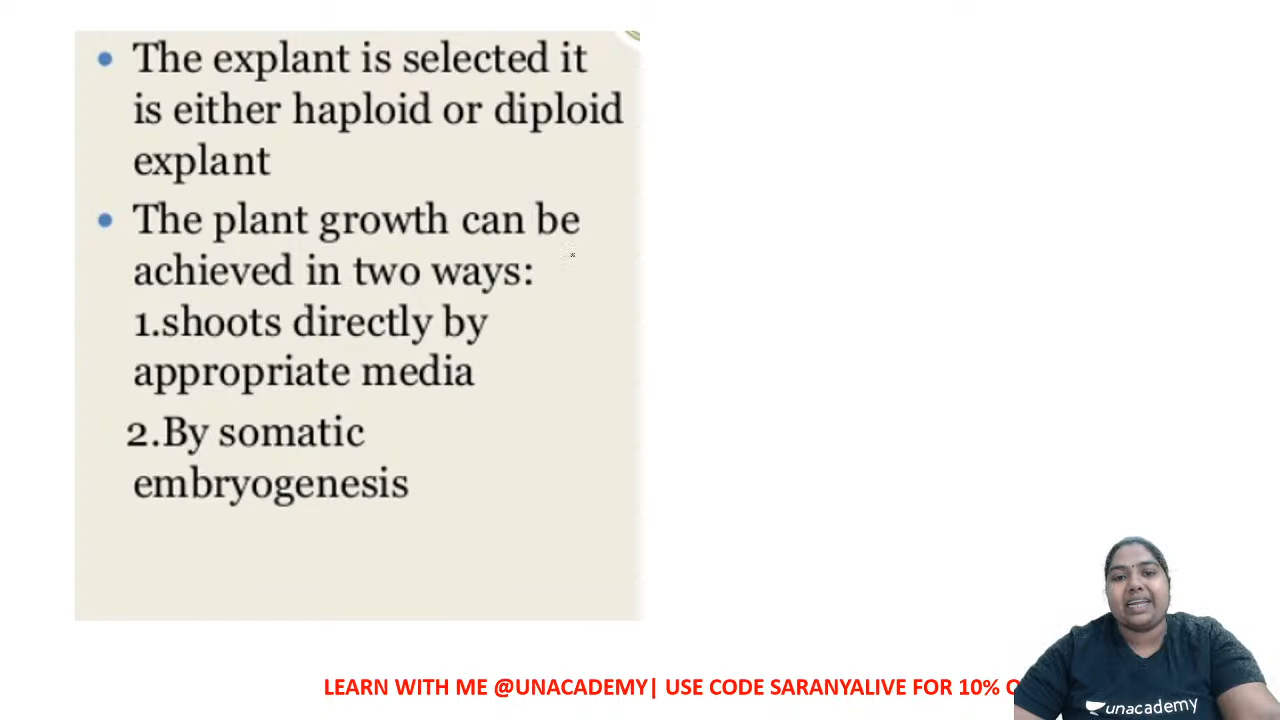 The explant is selected it
is either haploid or diploid
explant
The plant growth can be
achieved in two ways:
1.shoots directly by
appropriate media
2.By somatic
embryogenesis
LEARN WITH ME @UNACADEMY| USE CODE SARANYALIVE FOR 10%
unacademy